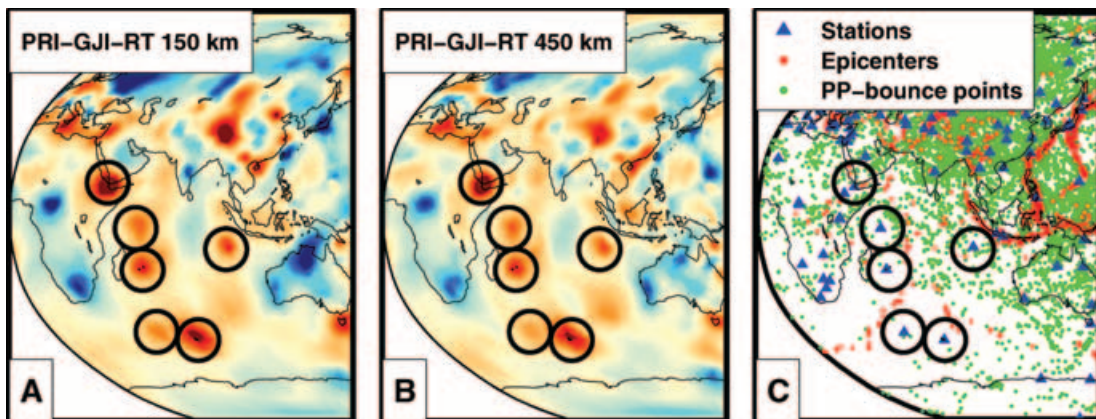 PRI–GJI–RT 150 km
A
PRI–GJI–RT 450 km
B
Stations
Epicenters
PP–bounce points
C